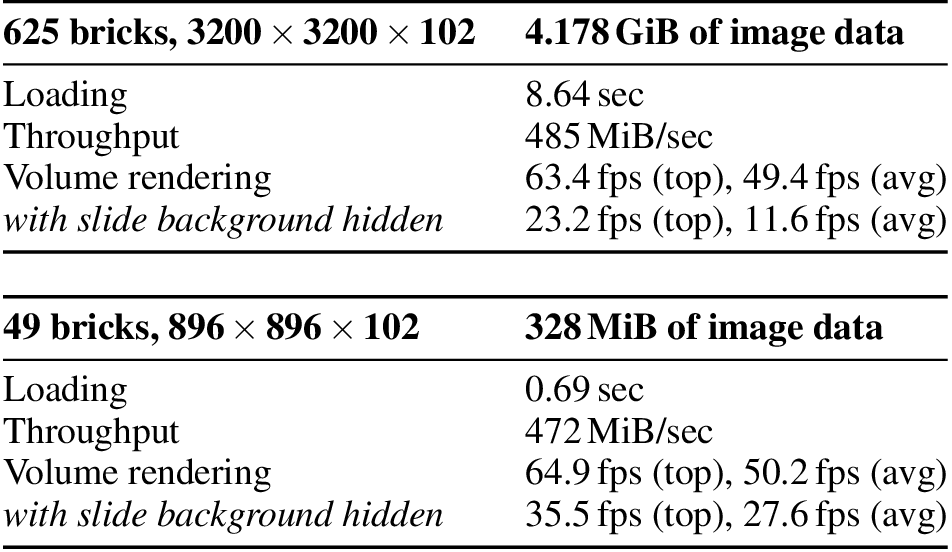 625 bricks, 3200 × 3200 × 102 4.178 GiB of image data
Loading 8.64 sec
Throughput 485 MiB/sec
Volume rendering 63.4 fps (top), 49.4 fps (avg)
with slide background hidden 23.2 fps (top), 11.6 fps (avg)
49 bricks, 896 × 896 × 102 328 MiB of image data
Loading 0.69 sec
Throughput 472 MiB/sec
Volume rendering 64.9 fps (top), 50.2 fps (avg)
with slide background hidden 35.5 fps (top), 27.6 fps (avg)